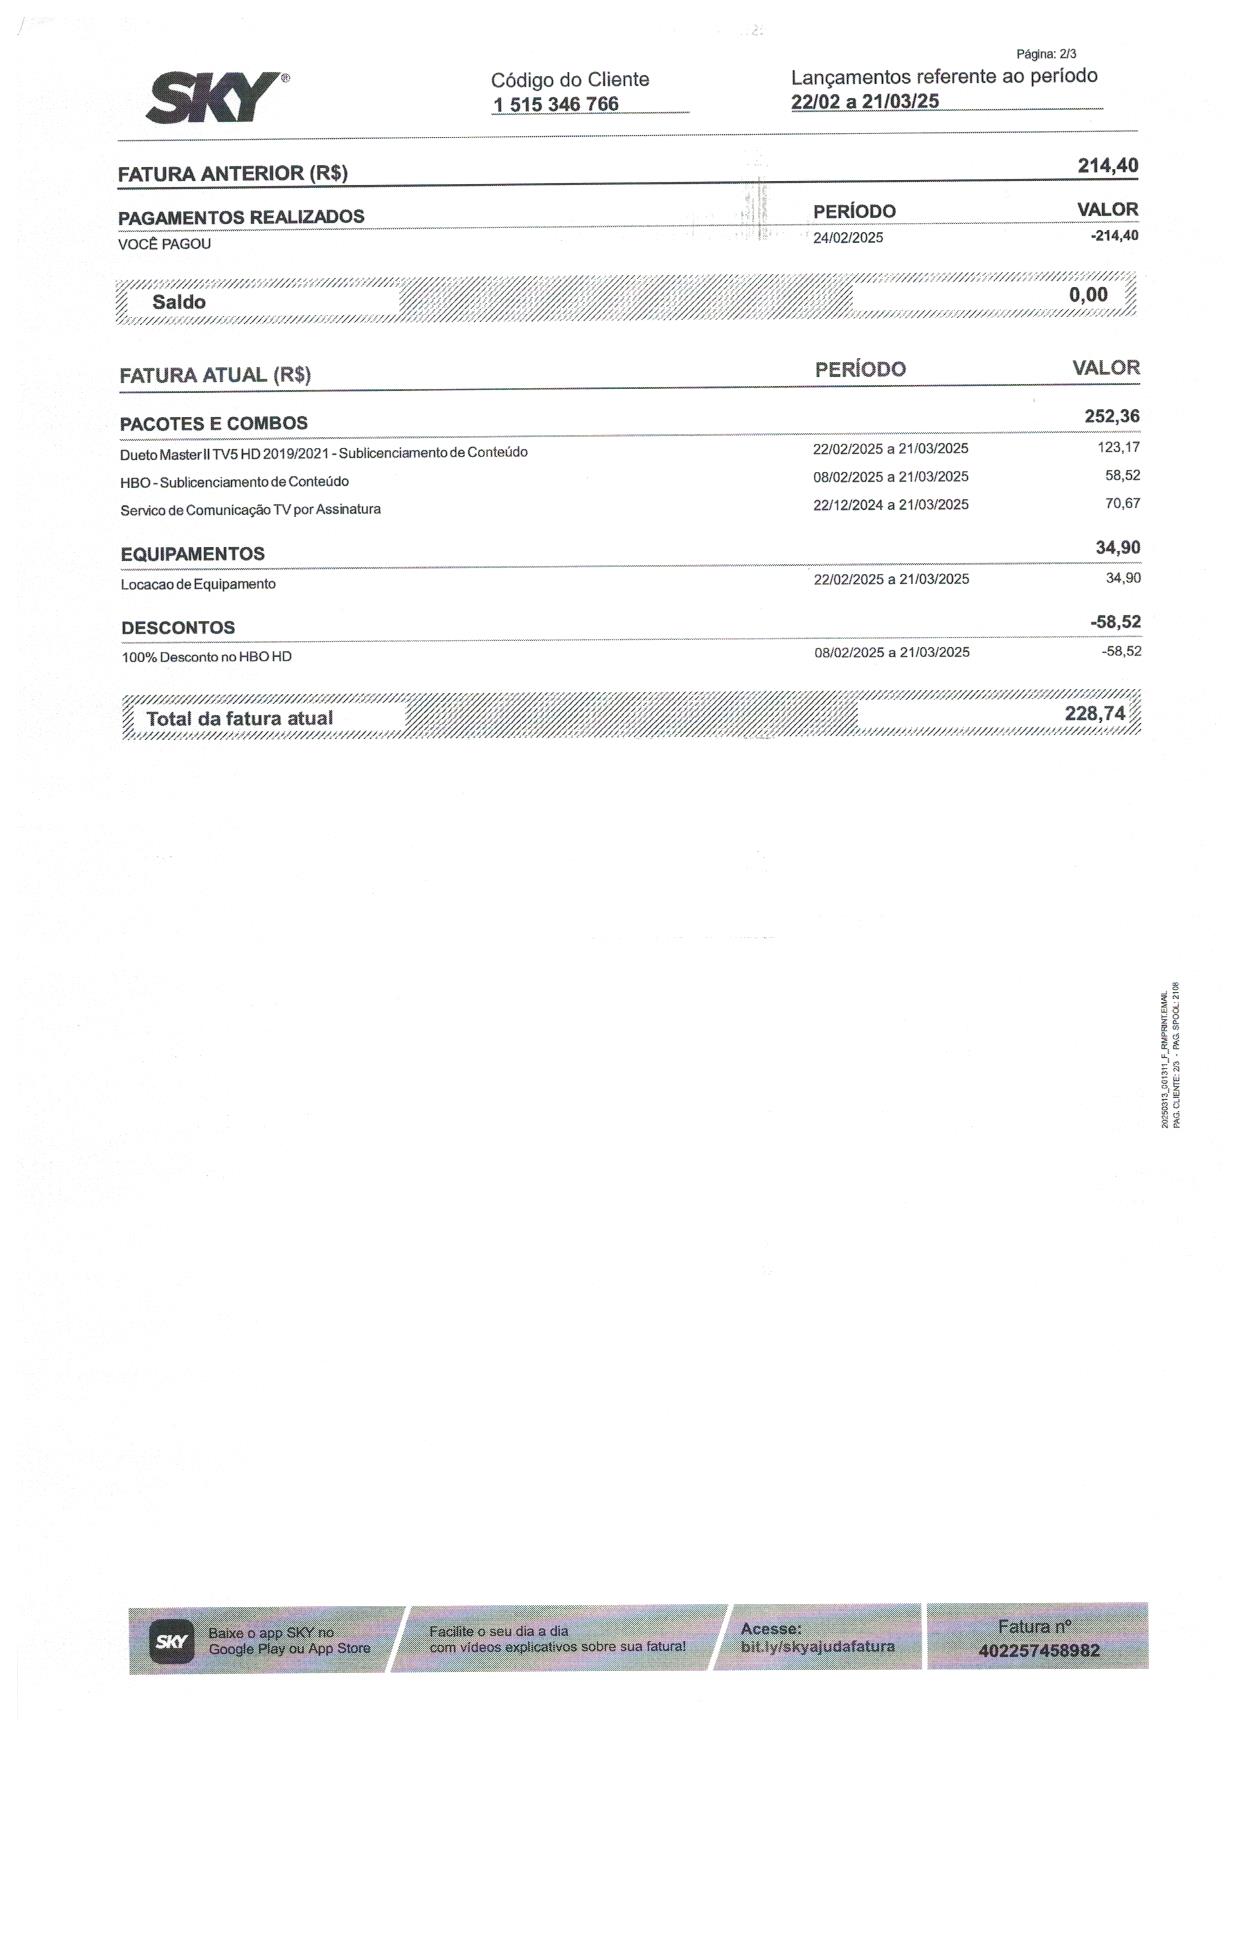 Página: 2/3
SKY®
Código do Cliente
1 515 346 766
Lançamentos referente ao período
22/02 a 21/03/25
FATURA ANTERIOR (R$) 214,40
PAGAMENTOS REALIZADOS PERÍODO VALOR
VOCÊ PAGOU 24/02/2025 -214,40
Saldo 0,00
FATURA ATUAL (R$) PERÍODO VALOR
PACOTES E COMBOS 252,36
Dueto Master II TV5 HD 2019/2021 - Sublicenciamento de Conteúdo 22/02/2025 a 21/03/2025 123,17
HBO - Sublicenciamento de Conteúdo 08/02/2025 a 21/03/2025 58,52
Servico de Comunicação TV por Assinatura 22/12/2024 a 21/03/2025 70,67
EQUIPAMENTOS 34,90
Locacao de Equipamento 22/02/2025 a 21/03/2025 34,90
DESCONTOS -58,52
100% Desconto no HBO HD 08/02/2025 a 21/03/2025 -58,52
Total da fatura atual 228,74
20250313_001311_F_RMPRINT.EMAIL
PAG. CLIENTE: 2/3 - PAG. SPOOL: 2108
SKY
Baixe o app SKY no
Google Play ou App Store
Facilite o seu dia a dia
com vídeos explicativos sobre sua fatura!
Acesse:
bit.ly/skyajudafatura
Fatura nº
402257458982